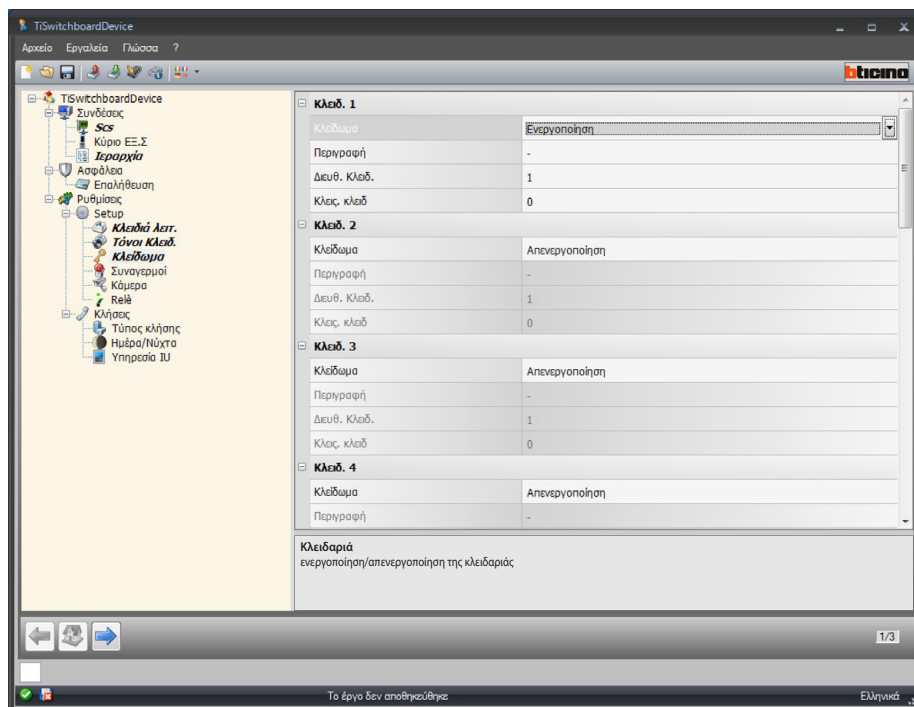 TiSwitchboardDevice
Αρχείο Εργαλεία Γλώσσα ?
bticino
TiSwitchboardDevice
Συνδέσεις
Scs
Κύριο ΕΞ.Σ
Ιεραρχία
Ασφάλεια
Επαλήθευση
Ρυθμίσεις
Setup
Κλειδιά λειτ.
Τόνοι Κλειδ.
Κλείδωμα
Συναγερμοί
Κάμερα
Relè
Κλήσεις
Τύπος κλήσης
Ημέρα/Νύχτα
Υπηρεσία IU
Κλειδ. 1
Κλείδωμα Ενεργοποίηση
Περιγραφή -
Διευθ. Κλειδ. 1
Κλεις. κλειδ 0
Κλειδ. 2
Κλείδωμα Απενεργοποίηση
Περιγραφή -
Διευθ. Κλειδ. 1
Κλεις. κλειδ 0
Κλειδ. 3
Κλείδωμα Απενεργοποίηση
Περιγραφή -
Διευθ. Κλειδ. 1
Κλεις. κλειδ 0
Κλειδ. 4
Κλείδωμα Απενεργοποίηση
Περιγραφή -
Κλειδαριά
ενεργοποίηση/απενεργοποίηση της κλειδαριάς
1/3
Το έργο δεν αποθηκεύθηκε Ελληνικά